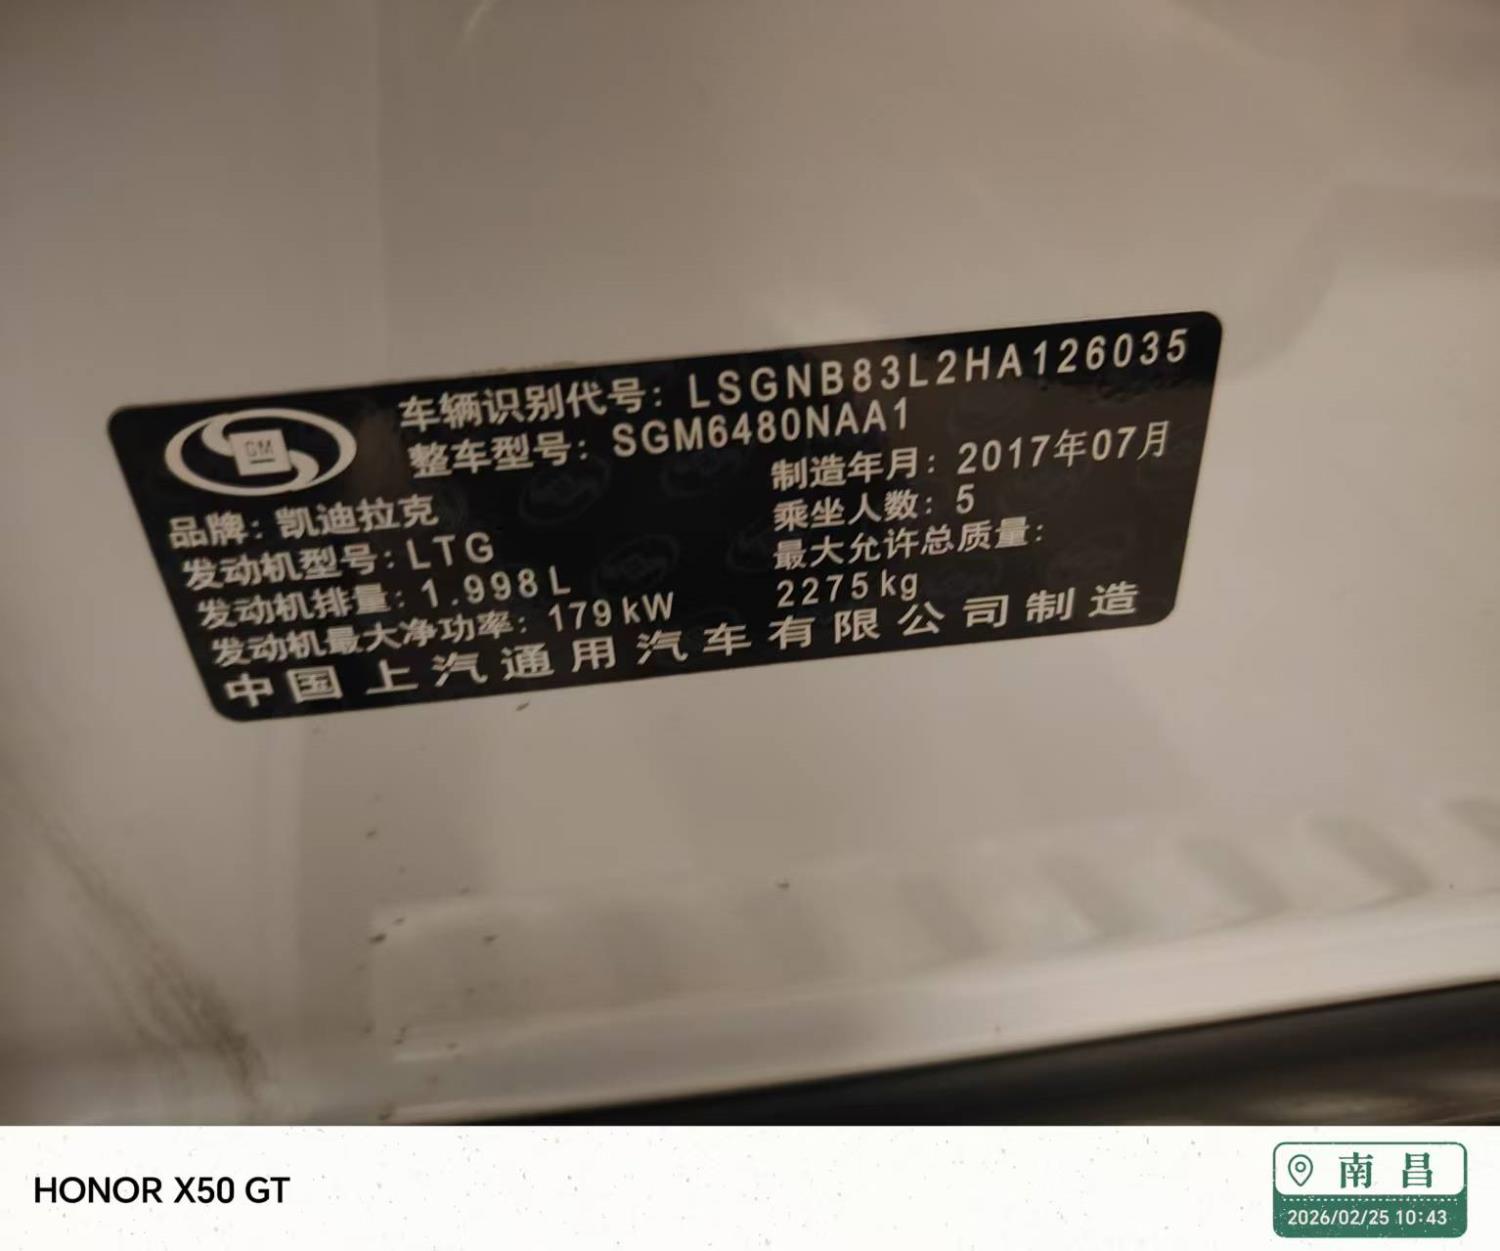 车辆识别代号：LSGNB83L2HA126035
整车型号：SGM6480NAA1
GM
品牌：凯迪拉克
制造年月：2017年07月
发动机型号：LTG
乘坐人数：5
发动机排量：1.998L
最大允许总质量：
2275kg
发动机最大净功率：179kW
中国上汽通用汽车有限公司制造
HONOR X50 GT
南昌
2026/02/25 10:43